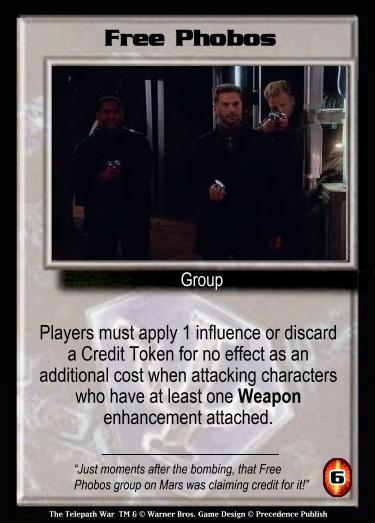 Free Phobos
Group
Players must apply 1 influence or discard
a Credit Token for no effect as an
additional cost when attacking characters
who have at least one Weapon
enhancement attached.
"Just moments after the bombing, that Free
Phobos group on Mars was claiming credit for it!"
6
The Telepath War TM & © Warner Bros. Game Design © Precedence Publish